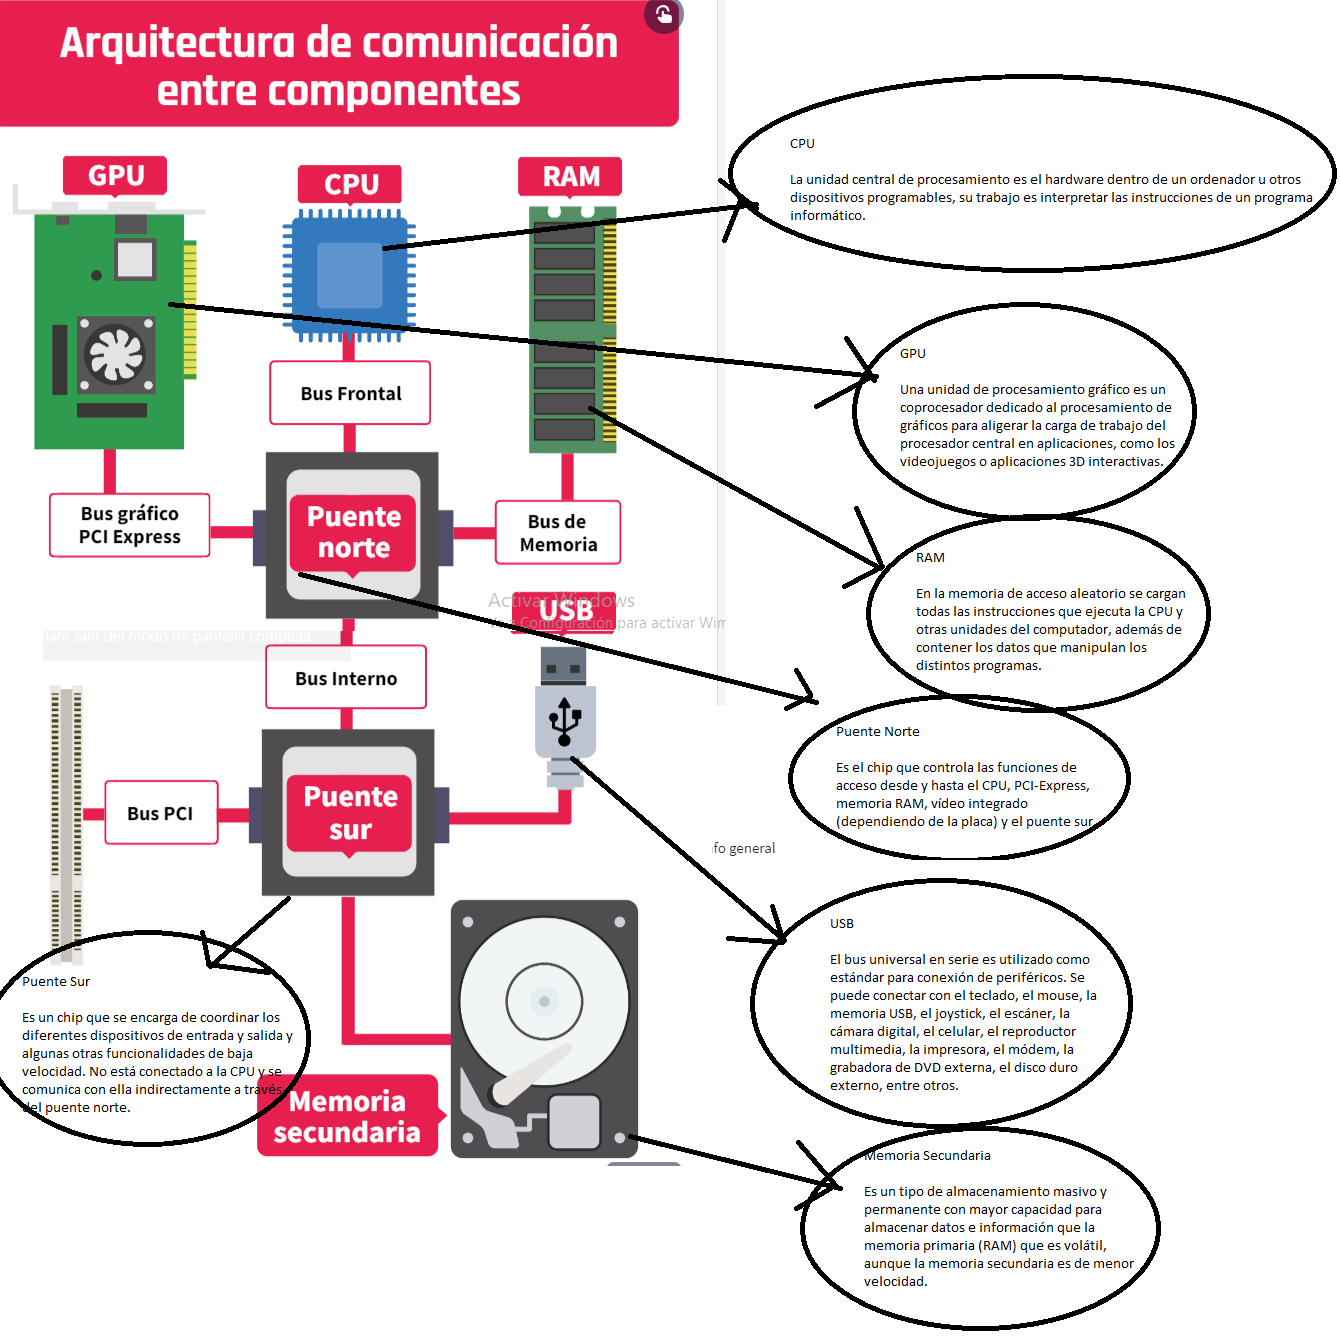 Arquitectura de comunicación
entre componentes
GPU
CPU
RAM
Bus Frontal
Bus gráfico
PCI Express
Puente
norte
Bus de
Memoria
Activar Windows
Configuración para activar Win
USB
para salir del modo de pantalla completa
Bus Interno
Bus PCI
Puente
sur
Memoria
secundaria
CPU
La unidad central de procesamiento es el hardware dentro de un ordenador u otros
dispositivos programables, su trabajo es interpretar las instrucciones de un programa
informático.
GPU
Una unidad de procesamiento gráfico es un
coprocesador dedicado al procesamiento de
gráficos para aligerar la carga de trabajo del
procesador central en aplicaciones, como los
videojuegos o aplicaciones 3D interactivas.
RAM
En la memoria de acceso aleatorio se cargan
todas las instrucciones que ejecuta la CPU y
otras unidades del computador, además de
contener los datos que manipulan los
distintos programas.
Puente Norte
Es el chip que controla las funciones de
acceso desde y hasta el CPU, PCI-Express,
memoria RAM, vídeo integrado
(dependiendo de la placa) y el puente sur
fo general
USB
El bus universal en serie es utilizado como
estándar para conexión de periféricos. Se
puede conectar con el teclado, el mouse, la
memoria USB, el joystick, el escáner, la
cámara digital, el celular, el reproductor
multimedia, la impresora, el módem, la
grabadora de DVD externa, el disco duro
externo, entre otros.
Puente Sur
Es un chip que se encarga de coordinar los
diferentes dispositivos de entrada y salida y
algunas otras funcionalidades de baja
velocidad. No está conectado a la CPU y se
comunica con ella indirectamente a través
del puente norte.
Memoria Secundaria
Es un tipo de almacenamiento masivo y
permanente con mayor capacidad para
almacenar datos e información que la
memoria primaria (RAM) que es volátil,
aunque la memoria secundaria es de menor
velocidad.